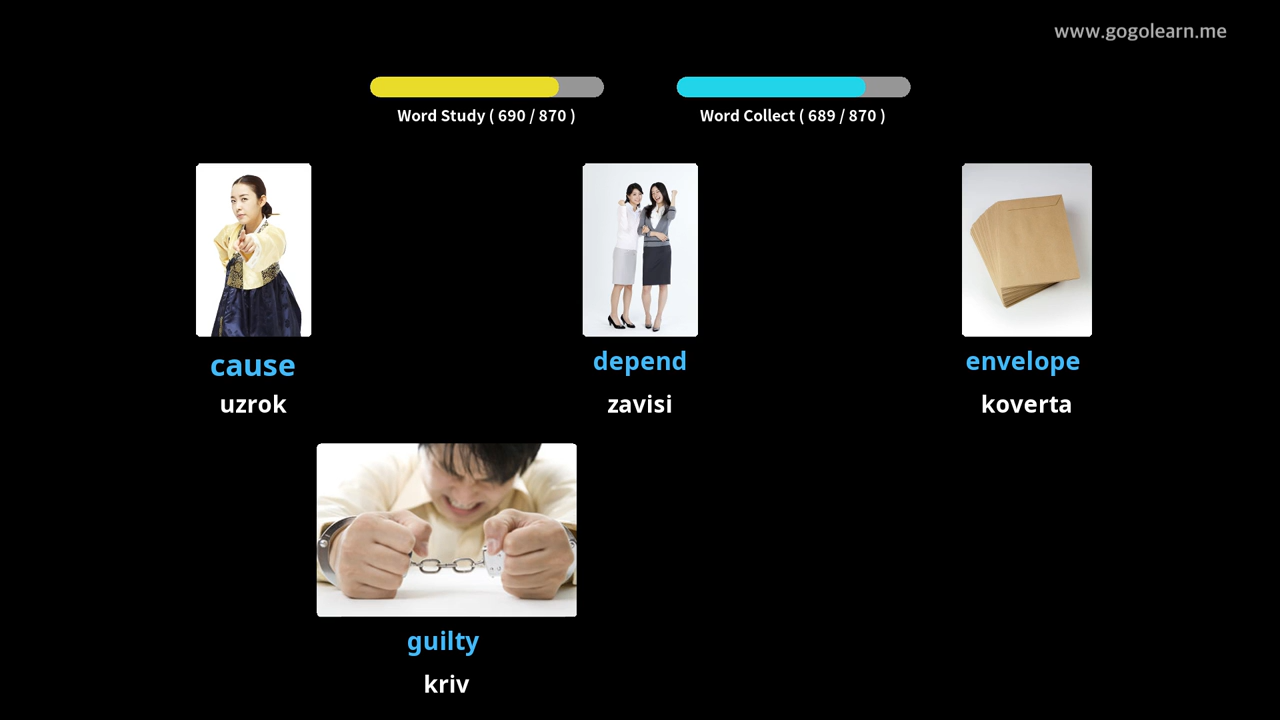 www.gogolearn.me
Word Study ( 690 / 870 )
Word Collect ( 689 / 870 )
cause
uzrok
depend
zavisi
envelope
koverta
guilty
kriv